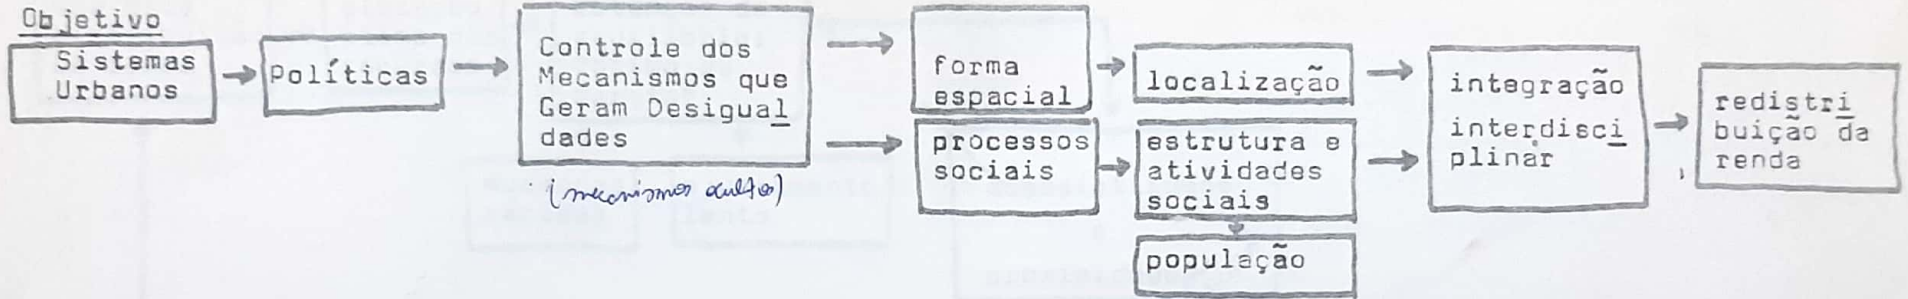 Objetivo
Sistemas
Urbanos
Políticas
Controle dos
Mecanismos que
Geram Desigual
dades
(mecanismos ocultos)
forma
espacial
processos
sociais
localização
estrutura e
atividades
sociais
população
integração
interdisci
plinar
redistri
buição da
renda